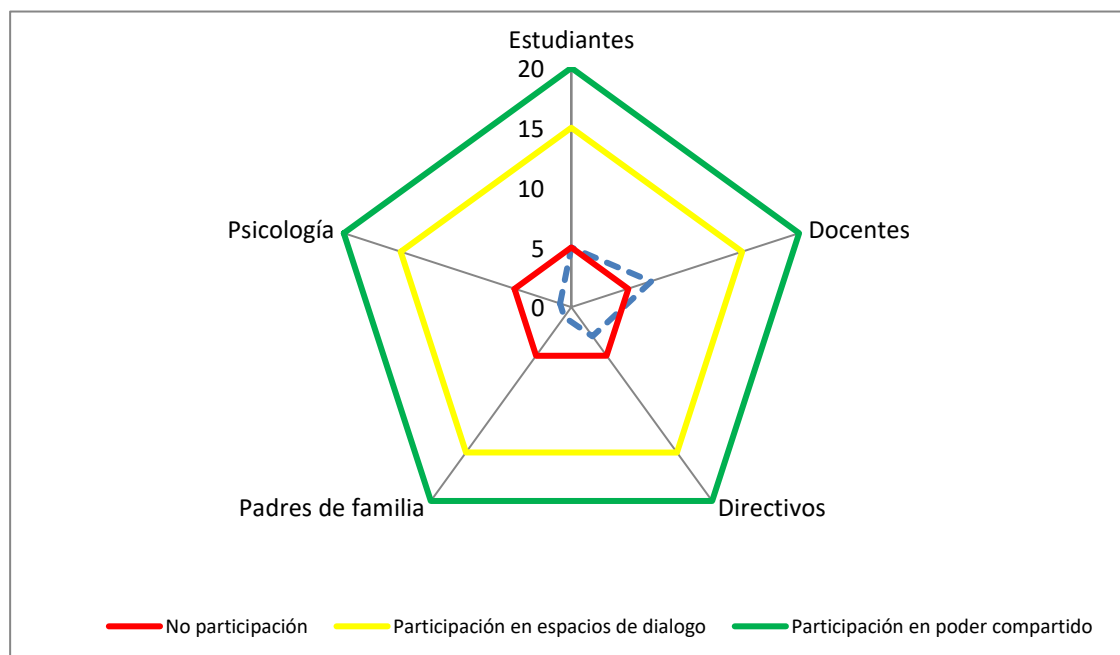 Estudiantes
20
15
10
5
0
Docentes
Psicología
Padres de familia
Directivos
No participación
Participación en espacios de dialogo
Participación en poder compartido